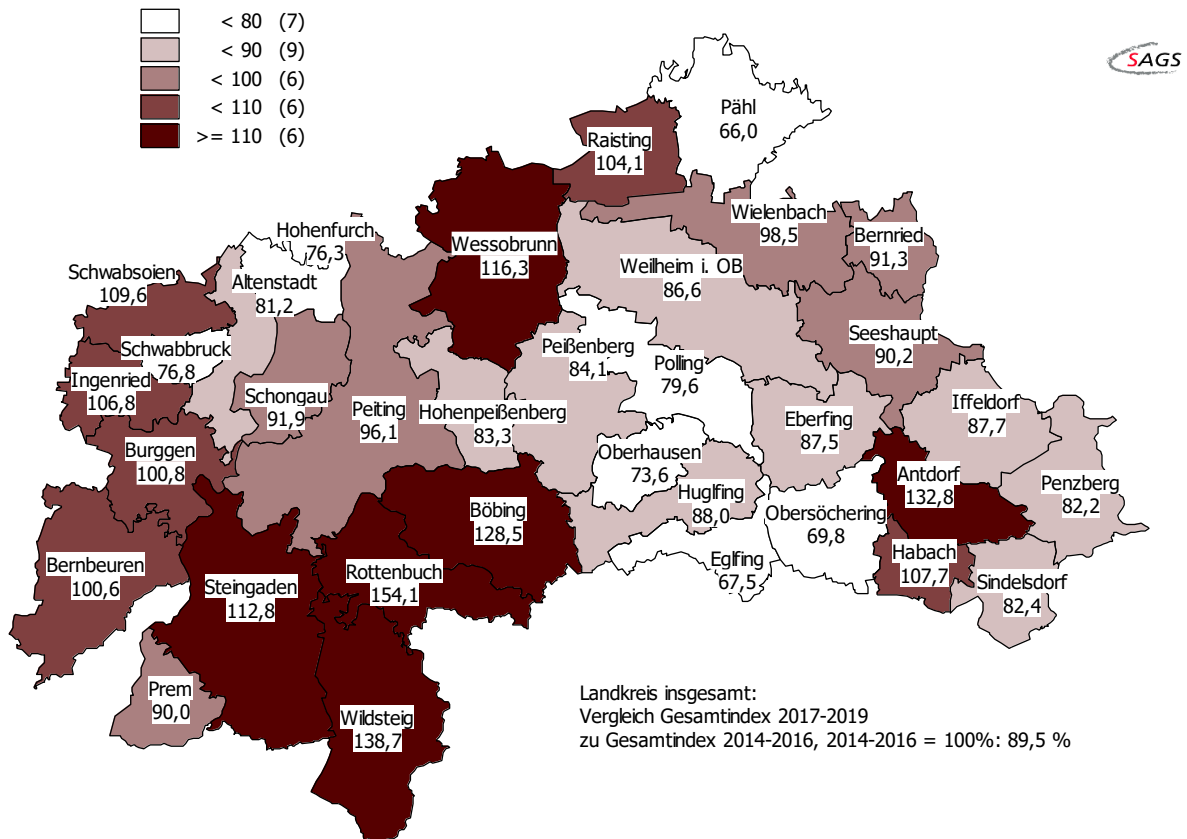 < 80 (7)
< 90 (9)
< 100 (6)
< 110 (6)
>= 110 (6)
SAGS
Pähl
66,0
Raisting
104,1
Wielenbach
98,5
Bernried
91,3
Hohenfurch
76,3
Wessobrunn
116,3
Weilheim i. OB
86,6
Schwabsoien
109,6
Altenstadt
81,2
Seeshaupt
90,2
Schwabbruck
76,8
Peißenberg
84,1
Polling
79,6
Ingenried
106,8
Schongau
91,9
Peiting
96,1
Hohenpeißenberg
83,3
Eberfing
87,5
Iffeldorf
87,7
Burggen
100,8
Oberhausen
73,6
Antdorf
132,8
Penzberg
82,2
Huglfing
88,0
Böbing
128,5
Obersöchering
69,8
Bernbeuren
100,6
Steingaden
112,8
Rottenbuch
154,1
Eglfing
67,5
Habach
107,7
Sindelsdorf
82,4
Prem
90,0
Wildsteig
138,7
Landkreis insgesamt:
Vergleich Gesamtindex 2017-2019
zu Gesamtindex 2014-2016, 2014-2016 = 100%: 89,5 %